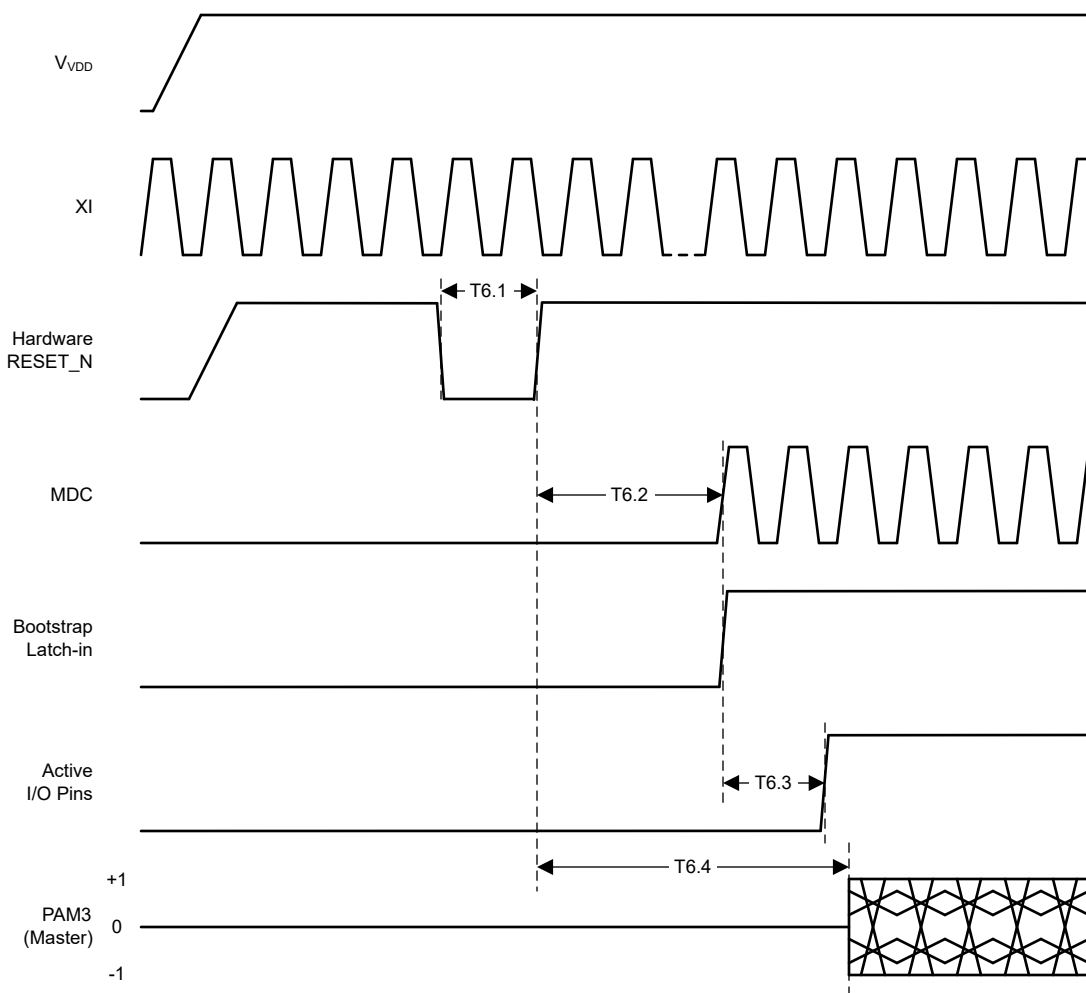 VVDD
XI
T6.1
Hardware
RESET_N
MDC
T6.2
Bootstrap
Latch-in
Active
I/O Pins
T6.3
T6.4
+1
PAM3
(Master)
0
-1